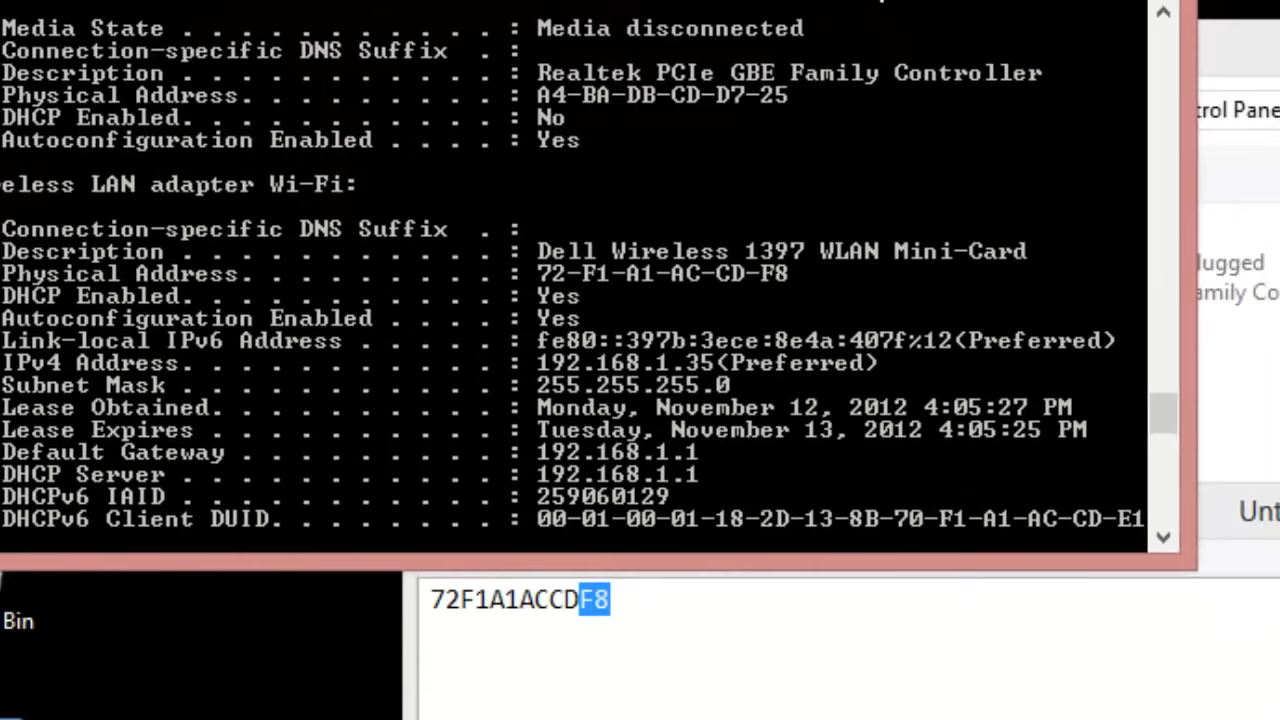 Media State . . . . . . . . . . . : Media disconnected
Connection-specific DNS Suffix  . :
Description . . . . . . . . . . . : Realtek PCIe GBE Family Controller
Physical Address. . . . . . . . . : A4-BA-DB-CD-D7-25
DHCP Enabled. . . . . . . . . . . : No
Autoconfiguration Enabled . . . . : Yes
eless LAN adapter Wi-Fi:
Connection-specific DNS Suffix  . :
Description . . . . . . . . . . . : Dell Wireless 1397 WLAN Mini-Card
Physical Address. . . . . . . . . : 72-F1-A1-AC-CD-F8
DHCP Enabled. . . . . . . . . . . : Yes
Autoconfiguration Enabled . . . . : Yes
Link-local IPv6 Address . . . . . : fe80::397b:3ece:8e4a:407f%12(Preferred)
IPv4 Address. . . . . . . . . . . : 192.168.1.35(Preferred)
Subnet Mask . . . . . . . . . . . : 255.255.255.0
Lease Obtained. . . . . . . . . . : Monday, November 12, 2012 4:05:27 PM
Lease Expires . . . . . . . . . . : Tuesday, November 13, 2012 4:05:25 PM
Default Gateway . . . . . . . . . : 192.168.1.1
DHCP Server . . . . . . . . . . . : 192.168.1.1
DHCPv6 IAID . . . . . . . . . . . : 259060129
DHCPv6 Client DUID. . . . . . . . : 00-01-00-01-18-2D-13-8B-70-F1-A1-AC-CD-E1
trol Pane
lugged
amily Co
Unt
72F1A1ACCDF8
Bin